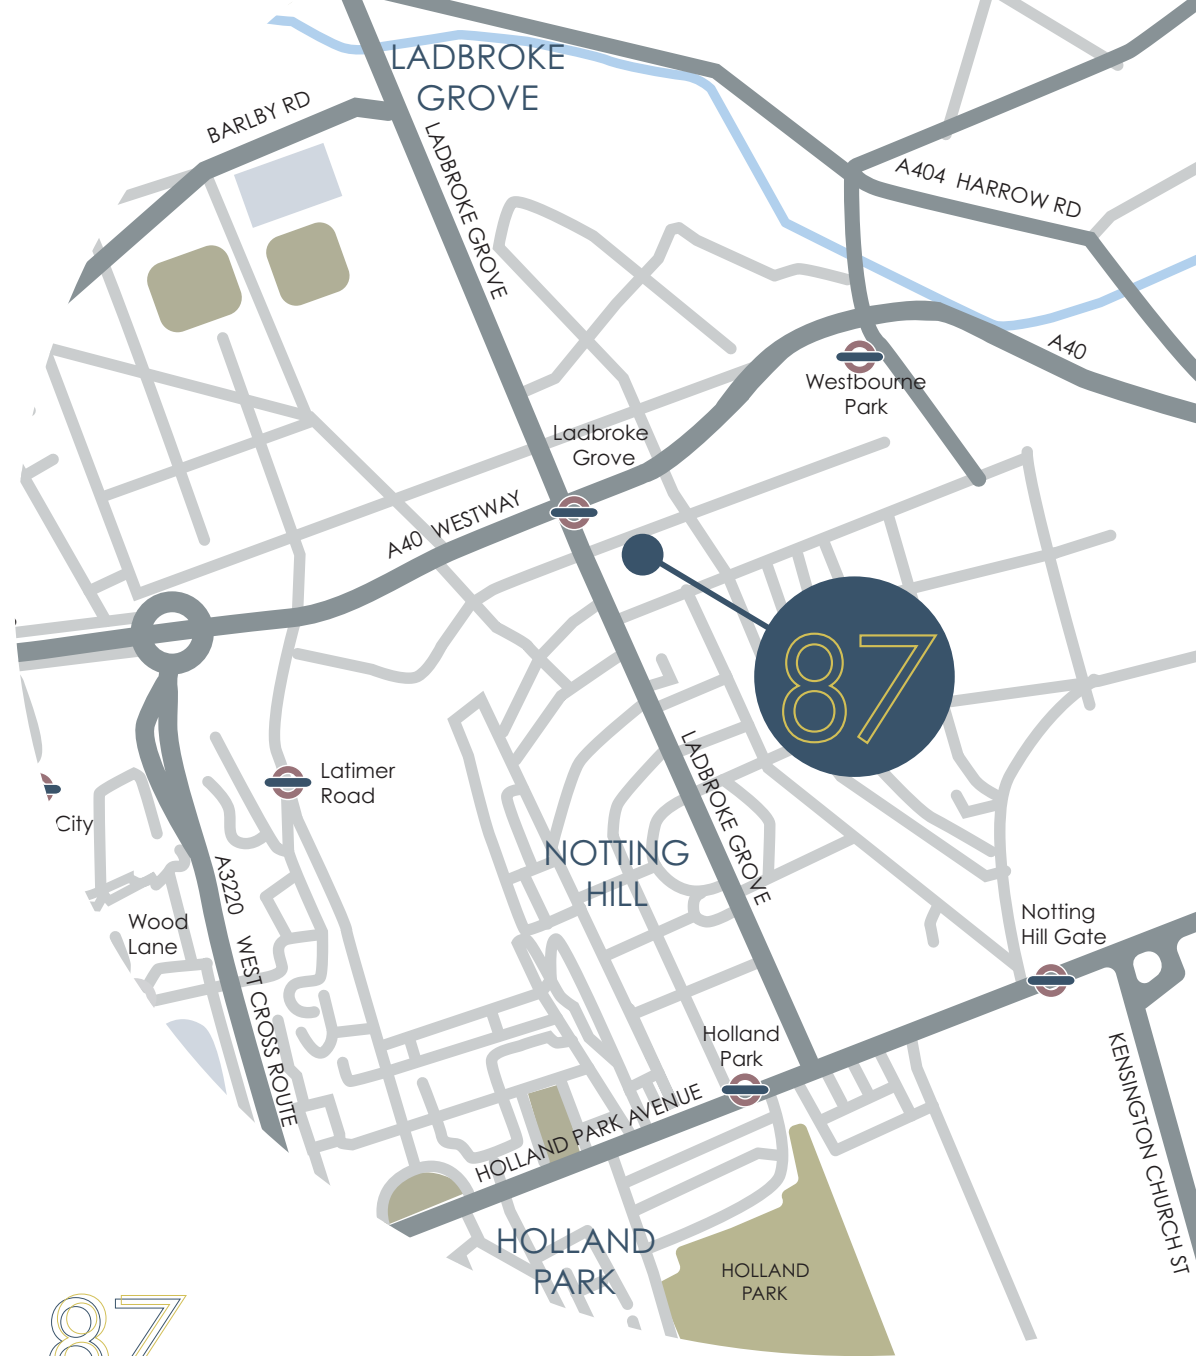 LADBROKE
GROVE
BARLBY RD
LADBROKE GROVE
A404 HARROW RD
A40
Westbourne
Park
Ladbroke
Grove
A40 WESTWAY
87
Latimer
Road
City
LADBROKE GROVE
NOTTING
HILL
A3220 WEST CROSS ROUTE
Wood
Lane
Notting
Hill Gate
Holland
Park
KENSINGTON CHURCH ST
HOLLAND PARK AVENUE
HOLLAND
PARK
HOLLAND
PARK
87